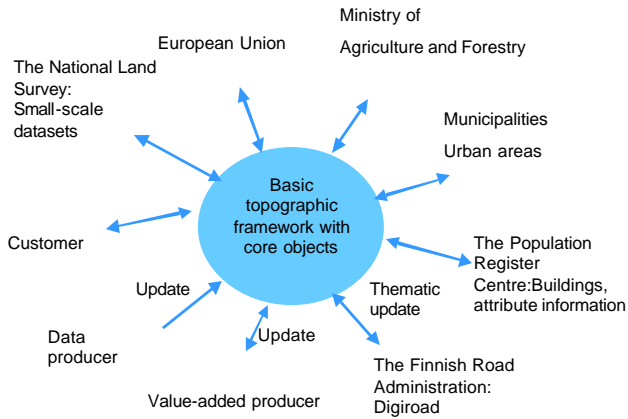 Ministry of
Agriculture and Forestry
European Union
The National Land
Survey:
Small-scale
datasets
Municipalities
Urban areas
Basic
topographic
framework with
core objects
Customer
The Population
Register
Centre:Buildings,
attribute information
Update
Thematic
update
Data
producer
Update
The Finnish Road
Administration:
Digiroad
Value-added producer